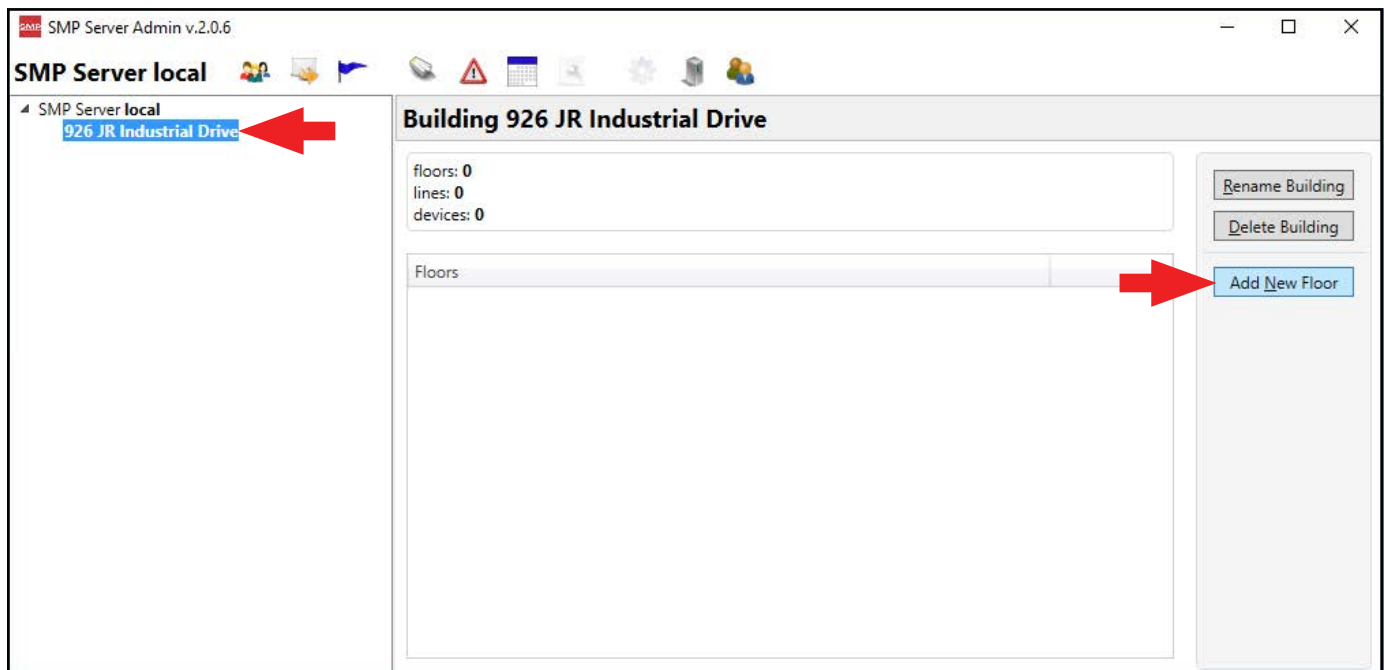 SMP SMP Server Admin v.2.0.6
SMP Server local
SMP Server local
926 JR Industrial Drive
Building 926 JR Industrial Drive
floors: 0
lines: 0
devices: 0
Floors
Rename Building
Delete Building
Add New Floor